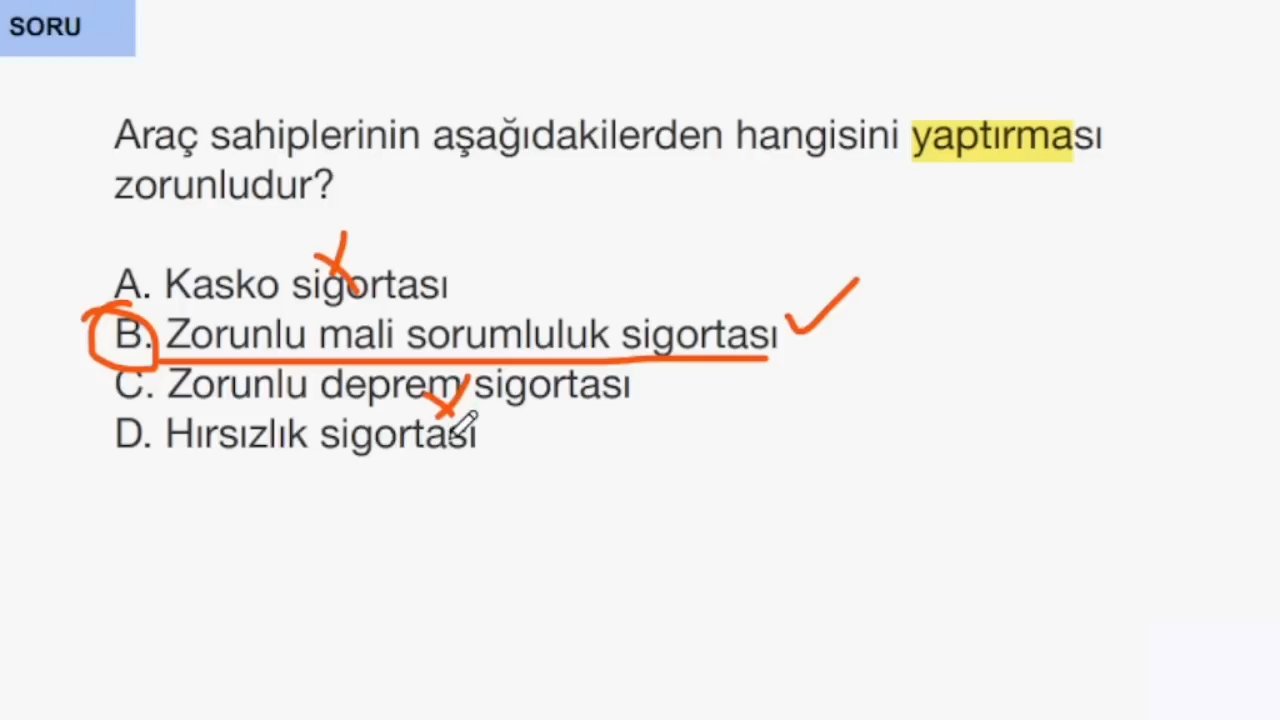 SORU
Araç sahiplerinin aşağıdakilerden hangisini yaptırması
zorunludur?
A. Kasko sigortası
B. Zorunlu mali sorumluluk sigortası
C. Zorunlu deprem sigortası
D. Hırsızlık sigortası